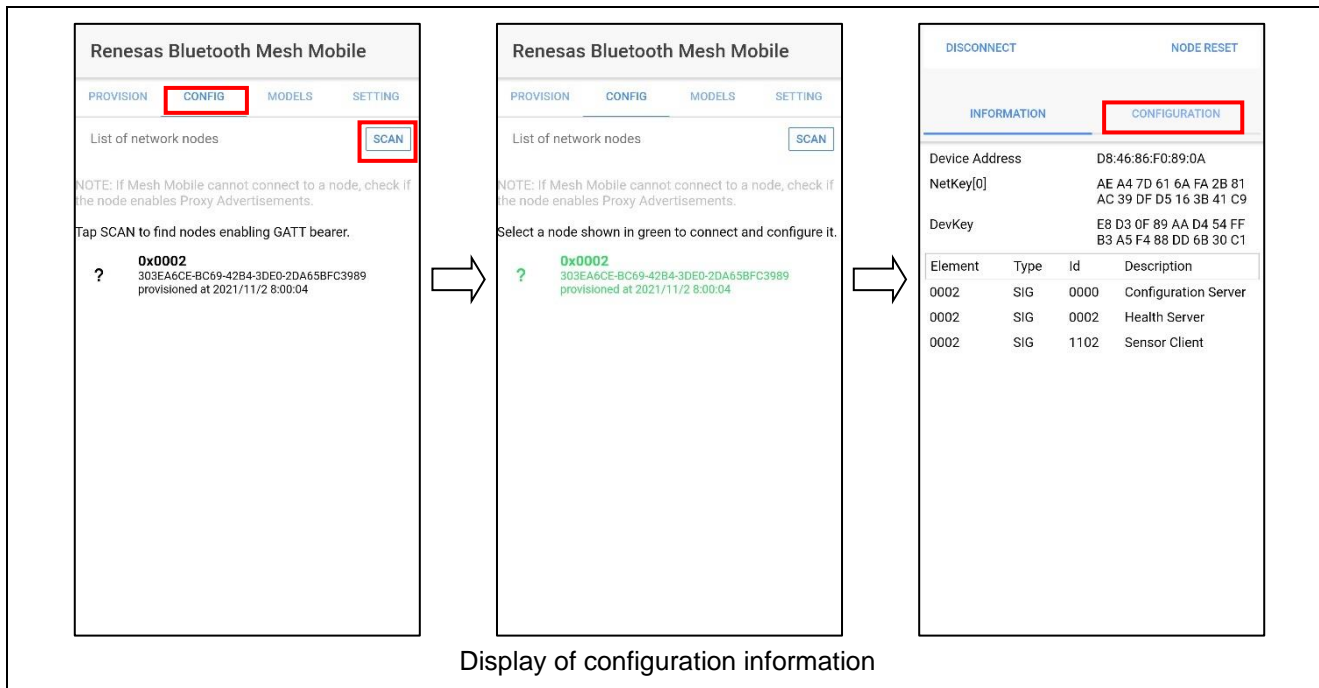 Renesas Bluetooth Mesh Mobile
PROVISION CONFIG MODELS SETTING
List of network nodes SCAN
NOTE: If Mesh Mobile cannot connect to a node, check if
the node enables Proxy Advertisements.
Tap SCAN to find nodes enabling GATT bearer.
? 0x0002
303EA6CE-BC69-42B4-3DE0-2DA65BFC3989
provisioned at 2021/11/2 8:00:04
Renesas Bluetooth Mesh Mobile
PROVISION CONFIG MODELS SETTING
List of network nodes SCAN
NOTE: If Mesh Mobile cannot connect to a node, check if
the node enables Proxy Advertisements.
Select a node shown in green to connect and configure it.
? 0x0002
303EA6CE-BC69-42B4-3DE0-2DA65BFC3989
provisioned at 2021/11/2 8:00:04
DISCONNECT NODE RESET
INFORMATION CONFIGURATION
Device Address D8:46:86:F0:89:0A
NetKey[0] AE A4 7D 61 6A FA 2B 81
AC 39 DF D5 16 3B 41 C9
DevKey E8 D3 0F 89 AA D4 54 FF
B3 A5 F4 88 DD 6B 30 C1
Element Type Id Description
0002 SIG 0000 Configuration Server
0002 SIG 0002 Health Server
0002 SIG 1102 Sensor Client
Display of configuration information